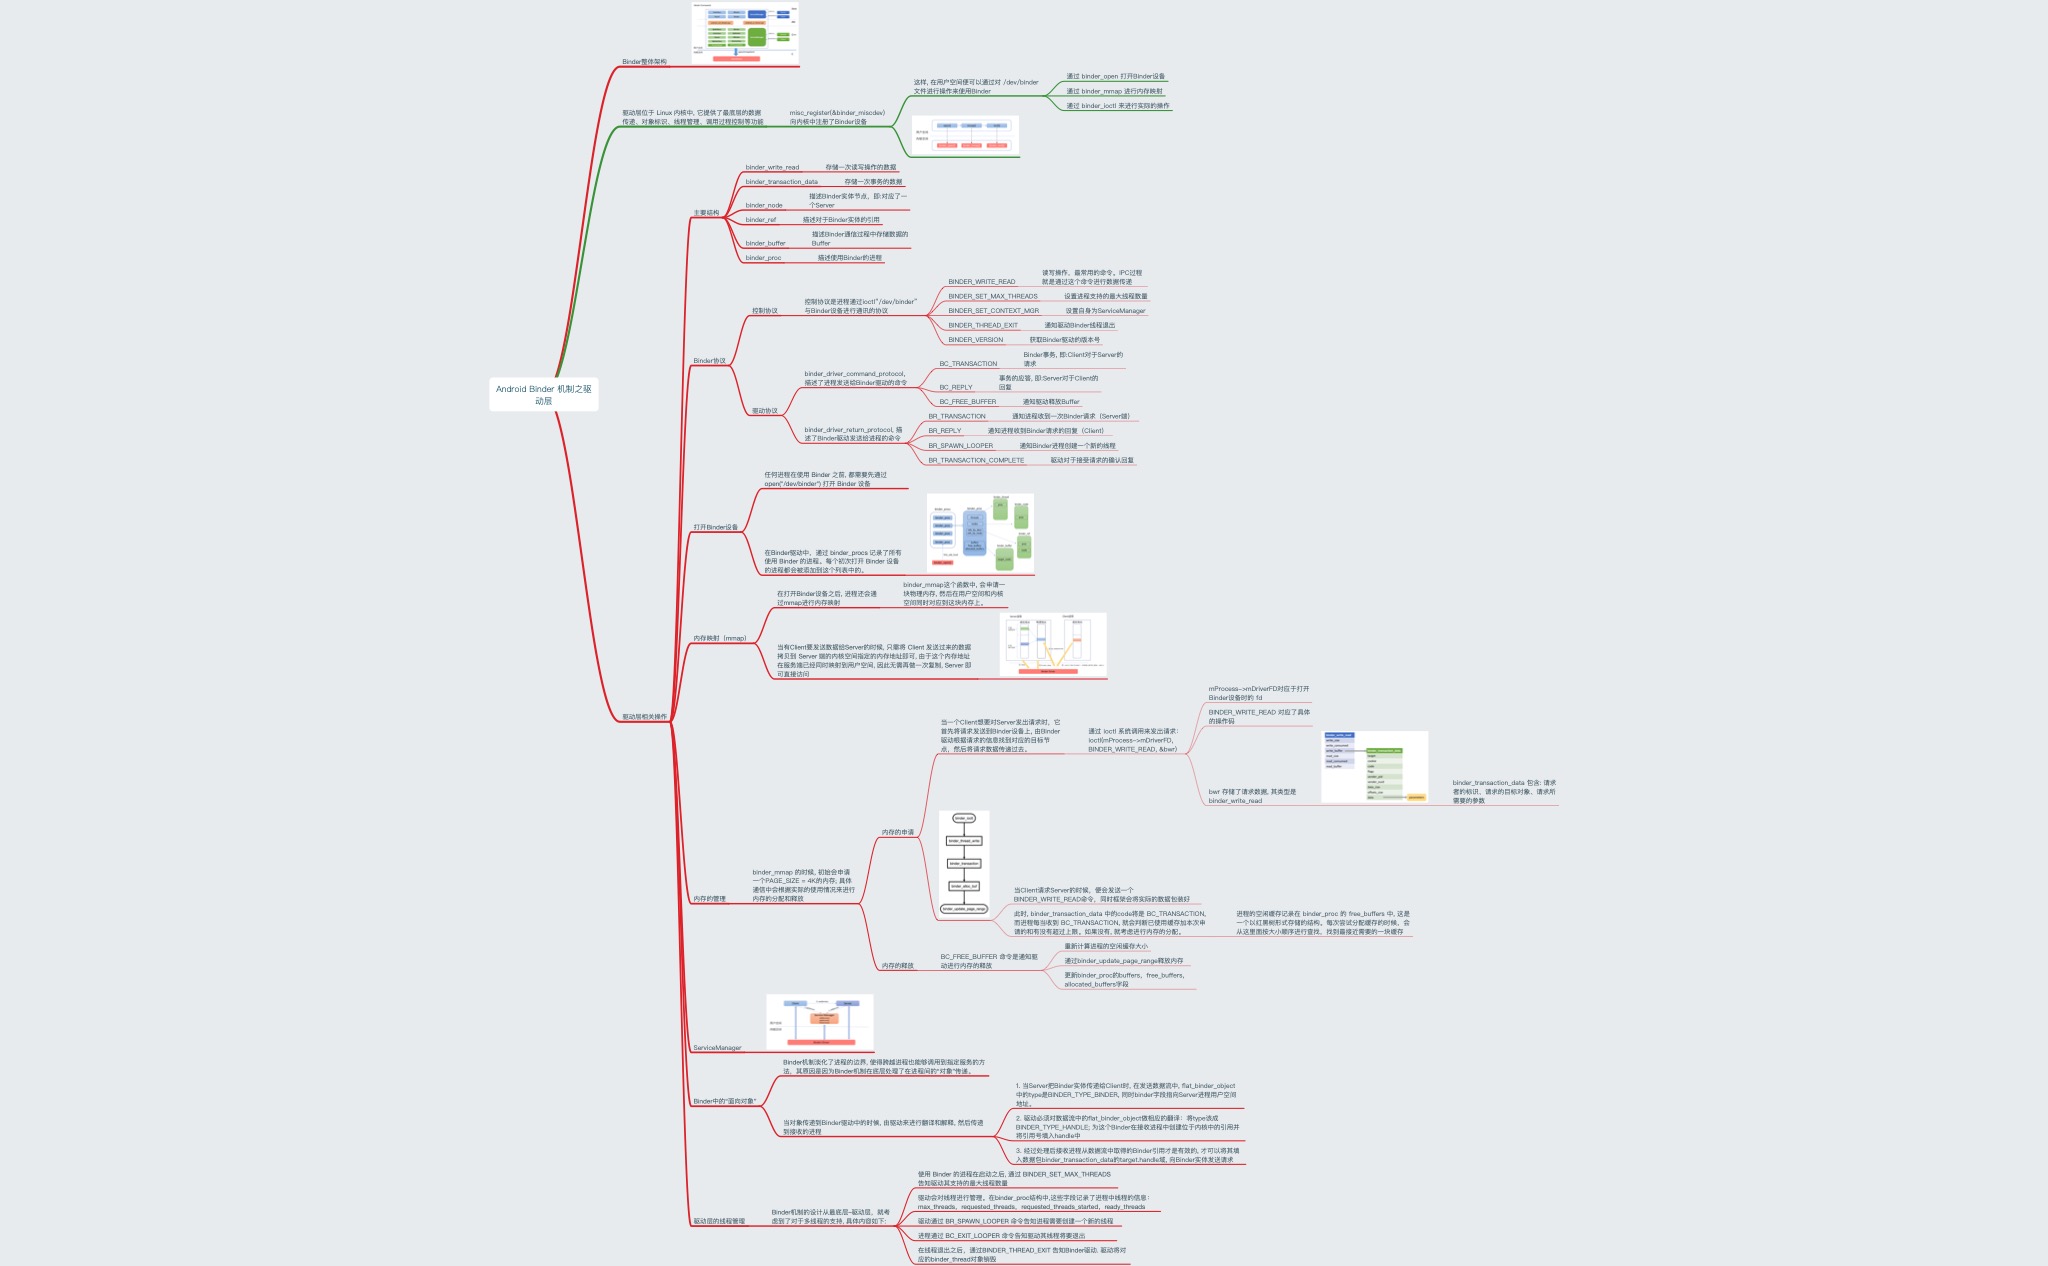 Android Binder 机制之驱
动层
Binder整体架构
驱动层位于 Linux 内核中, 它提供了最底层的数据
传递、对象标识、线程管理、调用过程控制等功能
misc_register(&binder_miscdev)
向内核中注册了Binder设备
这样, 在用户空间便可以通过对 /dev/binder
文件进行操作来使用Binder
通过 binder_open 打开Binder设备
通过 binder_mmap 进行内存映射
通过 binder_ioctl 来进行实际的操作
驱动层相关操作
主要结构
binder_write_read
存储一次读写操作的数据
binder_transaction_data
存储一次事务的数据
binder_node
描述Binder实体节点，即:对应了一
个Server
binder_ref
描述对于Binder实体的引用
binder_buffer
描述Binder通信过程中存储数据的
Buffer
binder_proc
描述使用Binder的进程
Binder协议
控制协议
控制协议是进程通过ioctl“/dev/binder”
与Binder设备进行通讯的协议
BINDER_WRITE_READ
读写操作，最常用的命令。IPC过程
就是通过这个命令进行数据传递
BINDER_SET_MAX_THREADS
设置进程支持的最大线程数量
BINDER_SET_CONTEXT_MGR
设置自身为ServiceManager
BINDER_THREAD_EXIT
通知驱动Binder线程退出
BINDER_VERSION
获取Binder驱动的版本号
驱动协议
binder_driver_command_protocol,
描述了进程发送给Binder驱动的命令
BC_TRANSACTION
Binder事务, 即:Client对于Server的
请求
BC_REPLY
事务的应答, 即:Server对于Client的
回复
BC_FREE_BUFFER
通知驱动释放Buffer
binder_driver_return_protocol, 描
述了Binder驱动发送给进程的命令
BR_TRANSACTION
通知进程收到一次Binder请求（Server端）
BR_REPLY
通知进程收到Binder请求的回复（Client）
BR_SPAWN_LOOPER
通知Binder进程创建一个新的线程
BR_TRANSACTION_COMPLETE
驱动对于接受请求的确认回复
打开Binder设备
任何进程在使用 Binder 之前, 都需要先通过
open("/dev/binder") 打开 Binder 设备
在Binder驱动中，通过 binder_procs 记录了所有
使用 Binder 的进程。每个初次打开 Binder 设备
的进程都会被添加到这个列表中的。
内存映射（mmap）
在打开Binder设备之后, 进程还会通
过mmap进行内存映射
binder_mmap这个函数中, 会申请一
块物理内存, 然后在用户空间和内核
空间同时对应到这块内存上。
当有Client要发送数据给Server的时候, 只需将 Client 发送过来的数据
拷贝到 Server 端的内核空间指定的内存地址即可, 由于这个内存地址
在服务端已经同时映射到用户空间, 因此无需再做一次复制, Server 即
可直接访问
内存的管理
binder_mmap 的时候, 初始会申请
一个PAGE_SIZE = 4K的内存; 具体
通信中会根据实际的使用情况来进行
内存的分配和释放
内存的申请
当一个Client想要对Server发出请求时，它
首先将请求发送到Binder设备上, 由Binder
驱动根据请求的信息找到对应的目标节
点，然后将请求数据传递过去。
通过 ioctl 系统调用来发出请求:
ioctl(mProcess->mDriverFD,
BINDER_WRITE_READ, &bwr)
mProcess->mDriverFD对应于打开
Binder设备时的 fd
BINDER_WRITE_READ 对应了具体
的操作码
bwr 存储了请求数据, 其类型是
binder_write_read
binder_transaction_data 包含: 请求
者的标识、请求的目标对象、请求所
需要的参数
binder_ioctl
binder_thread_write
binder_transaction
binder_alloc_buf
binder_update_page_range
当Client请求Server的时候，便会发送一个
BINDER_WRITE_READ命令，同时框架会将实际的数据包装好
此时, binder_transaction_data 中的code将是 BC_TRANSACTION,
而进程每当收到 BC_TRANSACTION, 就会判断已使用缓存加本次申
请的和有没有超过上限。如果没有, 就考虑进行内存的分配。
进程的空闲缓存记录在 binder_proc 的 free_buffers 中, 这是
一个以红黑树形式存储的结构。每次尝试分配缓存的时候，会
从这里面按大小顺序进行查找，找到最接近需要的一块缓存
内存的释放
BC_FREE_BUFFER 命令是通知驱
动进行内存的释放
重新计算进程的空闲缓存大小
通过binder_update_page_range释放内存
更新binder_proc的buffers，free_buffers,
allocated_buffers字段
ServiceManager
Binder中的“面向对象”
Binder机制淡化了进程的边界, 使得跨越进程也能够调用到指定服务的方
法，其原因是因为Binder机制在底层处理了在进程间的“对象”传递。
当对象传递到Binder驱动中的时候, 由驱动来进行翻译和解释, 然后传递
到接收的进程
1. 当Server把Binder实体传递给Client时, 在发送数据流中, flat_binder_object
中的type是BINDER_TYPE_BINDER, 同时binder字段指向Server进程用户空间
地址。
2. 驱动必须对数据流中的flat_binder_object做相应的翻译：将type该成
BINDER_TYPE_HANDLE; 为这个Binder在接收进程中创建位于内核中的引用并
将引用号填入handle中
3. 经过处理后接收进程从数据流中取得的Binder引用才是有效的, 才可以将其填
入数据包binder_transaction_data的target.handle域, 向Binder实体发送请求
驱动层的线程管理
Binder机制的设计从最底层–驱动层，就考
虑到了对于多线程的支持, 具体内容如下:
使用 Binder 的进程在启动之后, 通过 BINDER_SET_MAX_THREADS
告知驱动其支持的最大线程数量
驱动会对线程进行管理。在binder_proc结构中,这些字段记录了进程中线程的信息:
max_threads，requested_threads，requested_threads_started，ready_threads
驱动通过 BR_SPAWN_LOOPER 命令告知进程需要创建一个新的线程
进程通过 BC_EXIT_LOOPER 命令告知驱动其线程将要退出
在线程退出之后，通过BINDER_THREAD_EXIT 告知Binder驱动. 驱动将对
应的binder_thread对象销毁